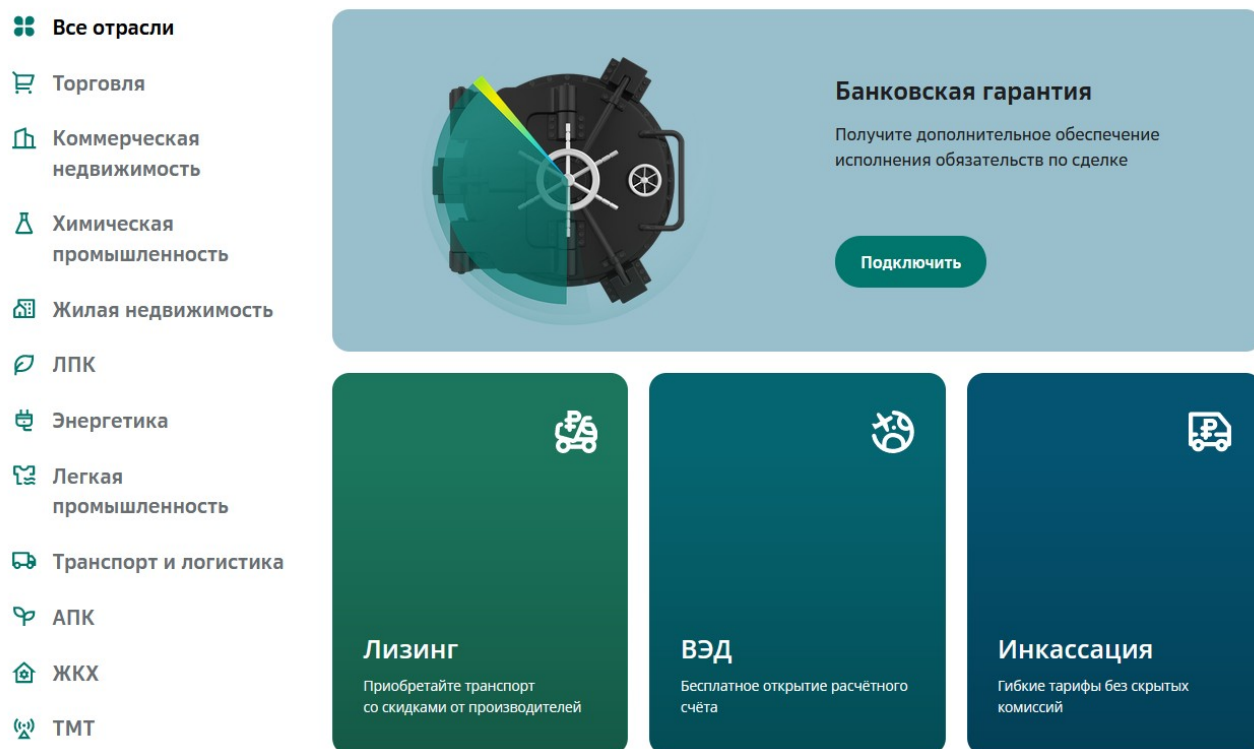 Все отрасли
Торговля
Коммерческая
недвижимость
Химическая
промышленность
Жилая недвижимость
ЛПК
Энергетика
Легкая
промышленность
Транспорт и логистика
АПК
ЖКХ
ТМТ
Банковская гарантия
Получите дополнительное обеспечение
исполнения обязательств по сделке
Подключить
Лизинг
Приобретайте транспорт
со скидками от производителей
ВЭД
Бесплатное открытие расчётного
счёта
Инкассация
Гибкие тарифы без скрытых
комиссий